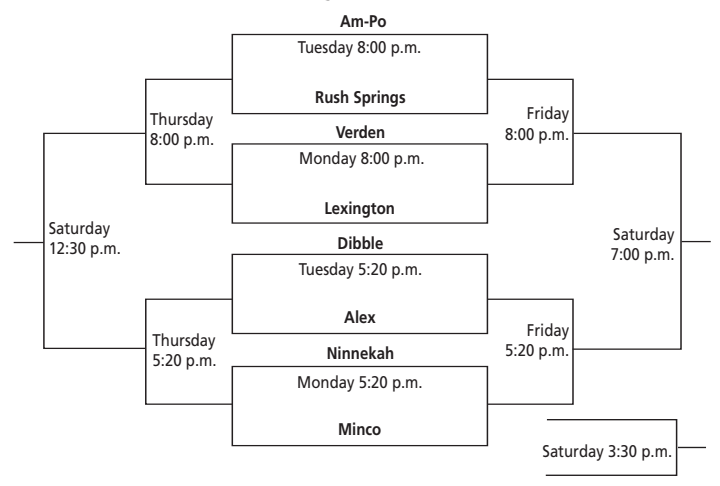 Am-Po
Tuesday 8:00 p.m.
Rush Springs
Thursday
8:00 p.m.
Friday
8:00 p.m.
Verden
Monday 8:00 p.m.
Lexington
Saturday
12:30 p.m.
Saturday
7:00 p.m.
Dibble
Tuesday 5:20 p.m.
Alex
Thursday
5:20 p.m.
Friday
5:20 p.m.
Ninnekah
Monday 5:20 p.m.
Minco
Saturday 3:30 p.m.